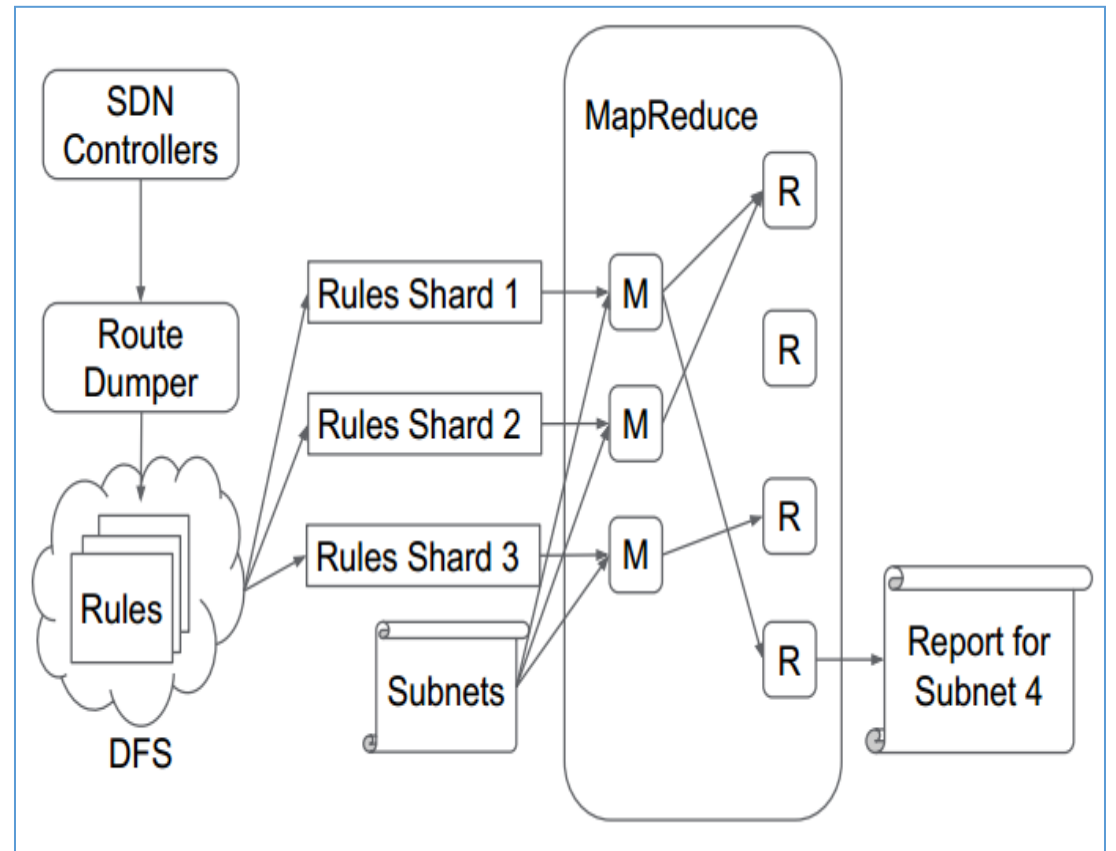 SDN
Controllers
Route
Dumper
Rules
DFS
Rules Shard 1
Rules Shard 2
Rules Shard 3
Subnets
MapReduce
M
M
M
R
R
R
R
Report for
Subnet 4